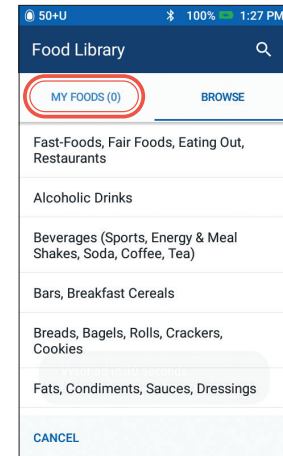 50+U 100% 1:27 PM
Food Library
MY FOODS (0) BROWSE
Fast-Foods, Fair Foods, Eating Out,
Restaurants
Alcoholic Drinks
Beverages (Sports, Energy & Meal
Shakes, Soda, Coffee, Tea)
Bars, Breakfast Cereals
Breads, Bagels, Rolls, Crackers,
Cookies
Fats, Condiments, Sauces, Dressings
CANCEL